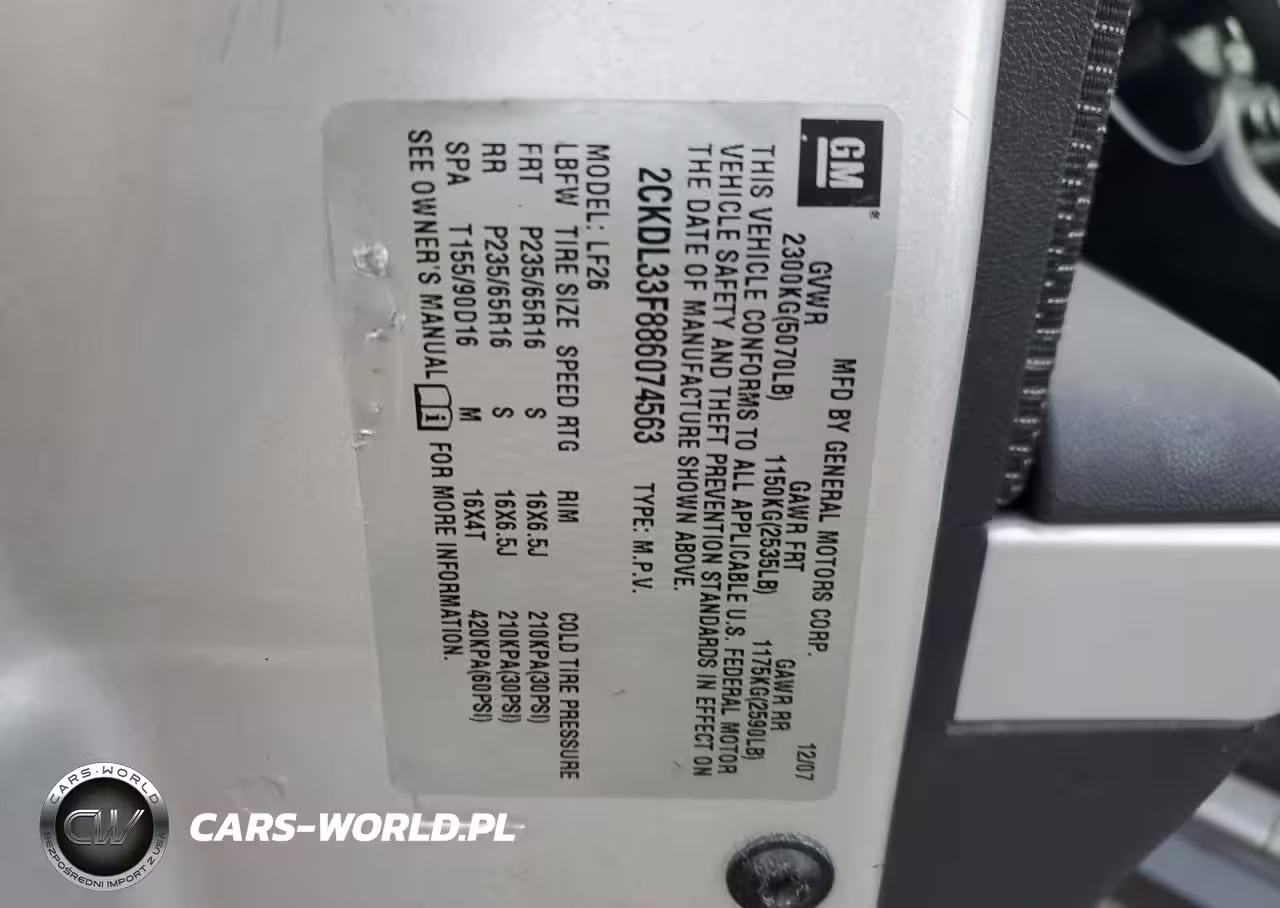 GM
MFD BY GENERAL MOTORS CORP. 12/07
GVWR GAWR FRT GAWR RR
2300KG(5070LB) 1150KG(2535LB) 1175KG(2590LB)
THIS VEHICLE CONFORMS TO ALL APPLICABLE U.S. FEDERAL MOTOR
VEHICLE SAFETY AND THEFT PREVENTION STANDARDS IN EFFECT ON
THE DATE OF MANUFACTURE SHOWN ABOVE.
2CKDL33F886074563 TYPE: M.P.V.
MODEL: LF26
LBFW TIRE SIZE SPEED RTG RIM COLD TIRE PRESSURE
FRT P235/65R16 S 16X6.5J 210KPA(30PSI)
RR P235/65R16 S 16X6.5J 210KPA(30PSI)
SPA T155/90D16 M 16X4T 420KPA(60PSI)
SEE OWNER'S MANUAL i FOR MORE INFORMATION.
CARS-WORLD
CW
BEZPOŚREDNI IMPORT Z USA
CARS-WORLD.PL